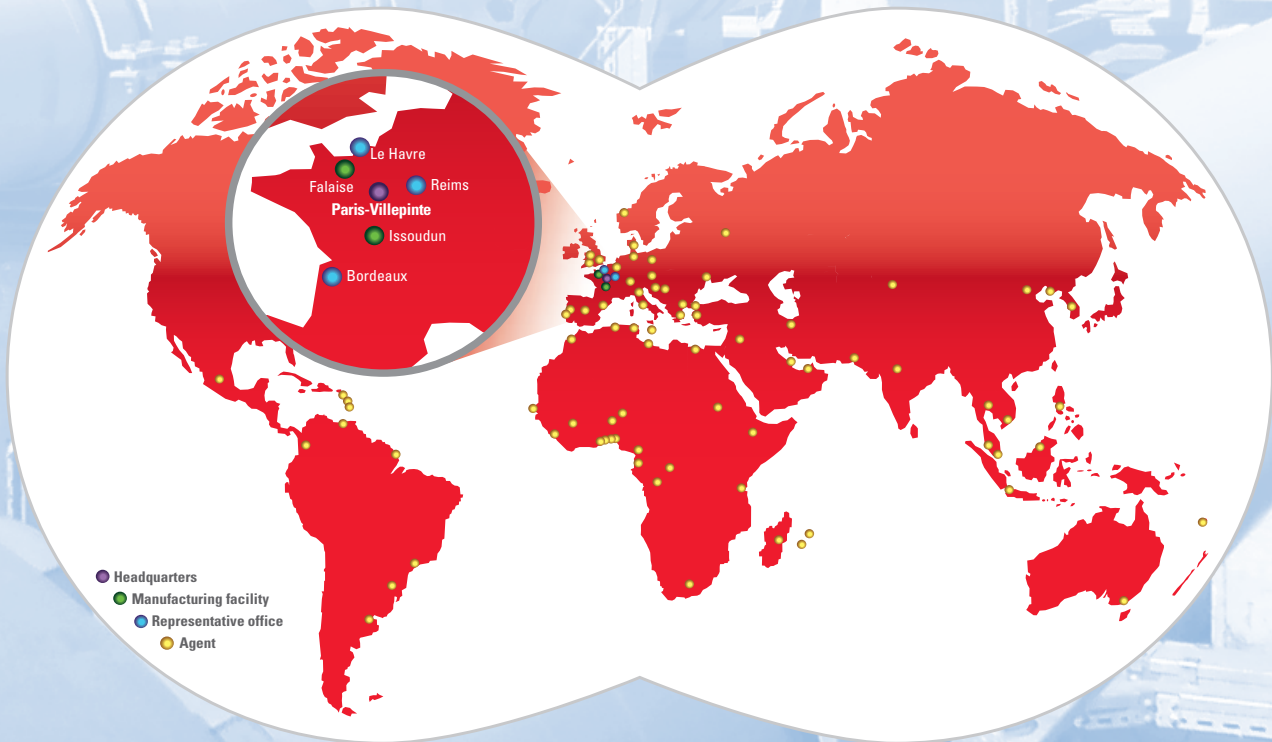 Le Havre
Falaise
Reims
Paris-Villepinte
Issoudun
Bordeaux
Headquarters
Manufacturing facility
Representative office
Agent